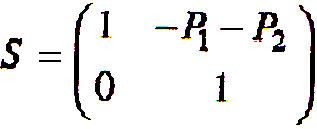 S = ( 1 -P₁ - P₂
0 1 )